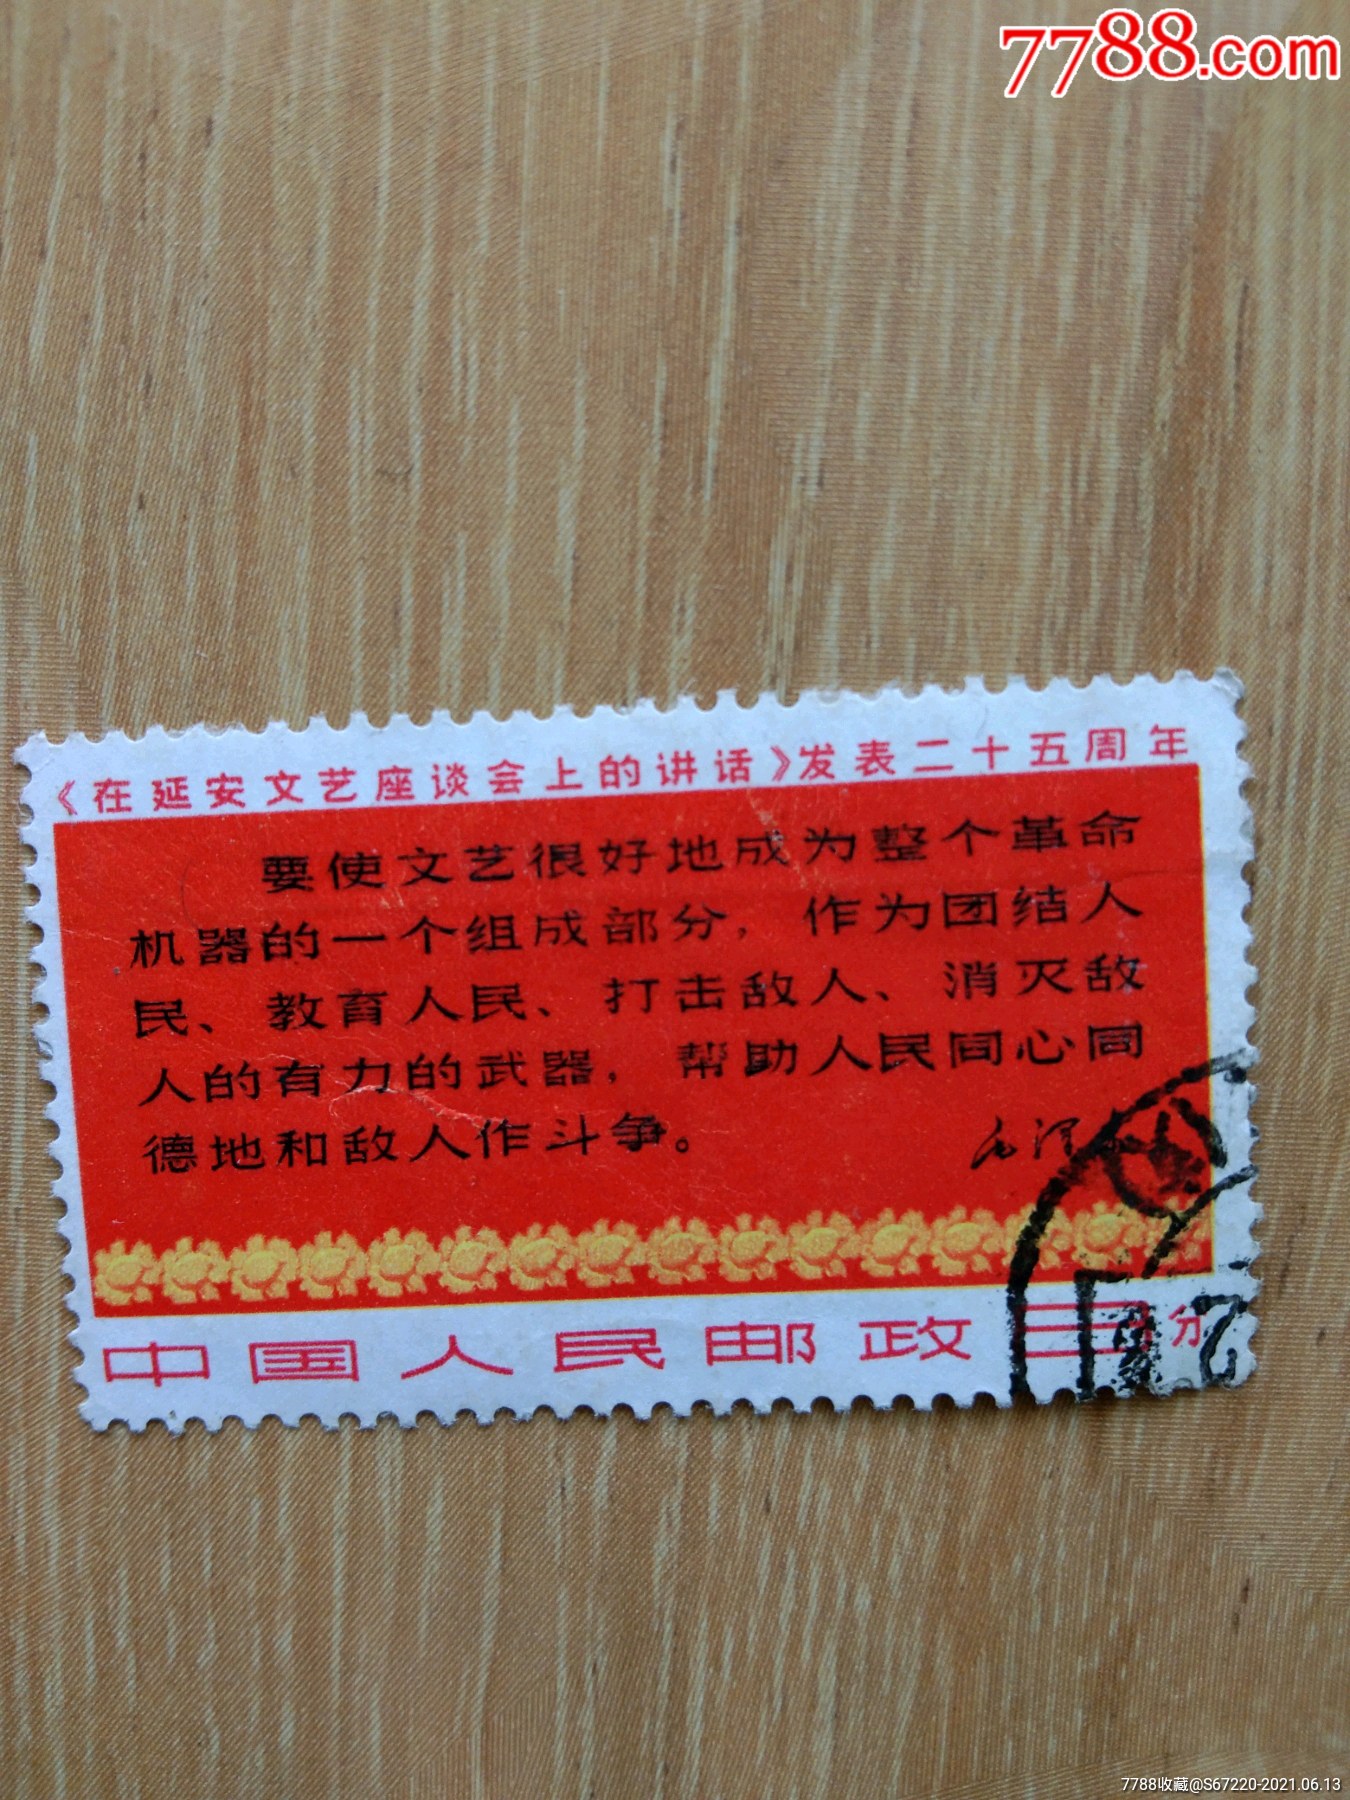 7788.com
《在延安文艺座谈会上的讲话》发表二十五周年
要使文艺很好地成为整个革命
机器的一个组成部分，作为团结人
民、教育人民、打击敌人、消灭敌
人的有力的武器，帮助人民同心同
德地和敌人作斗争。
毛泽东
中国人民邮政
分
7788收藏@S67220-2021.06.13